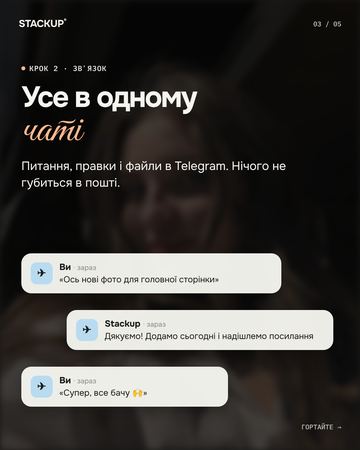 STACKUP®
03 / 05
КРОК 2 · ЗВ'ЯЗОК
Усе в одному
чаті
Питання, правки і файли в Telegram. Нічого не
губиться в пошті.
Ви · зараз
«Ось нові фото для головної сторінки»
Stackup · зараз
Дякуємо! Додамо сьогодні і надішлемо посилання
Ви · зараз
«Супер, все бачу 🙌»
ГОРТАЙТЕ →